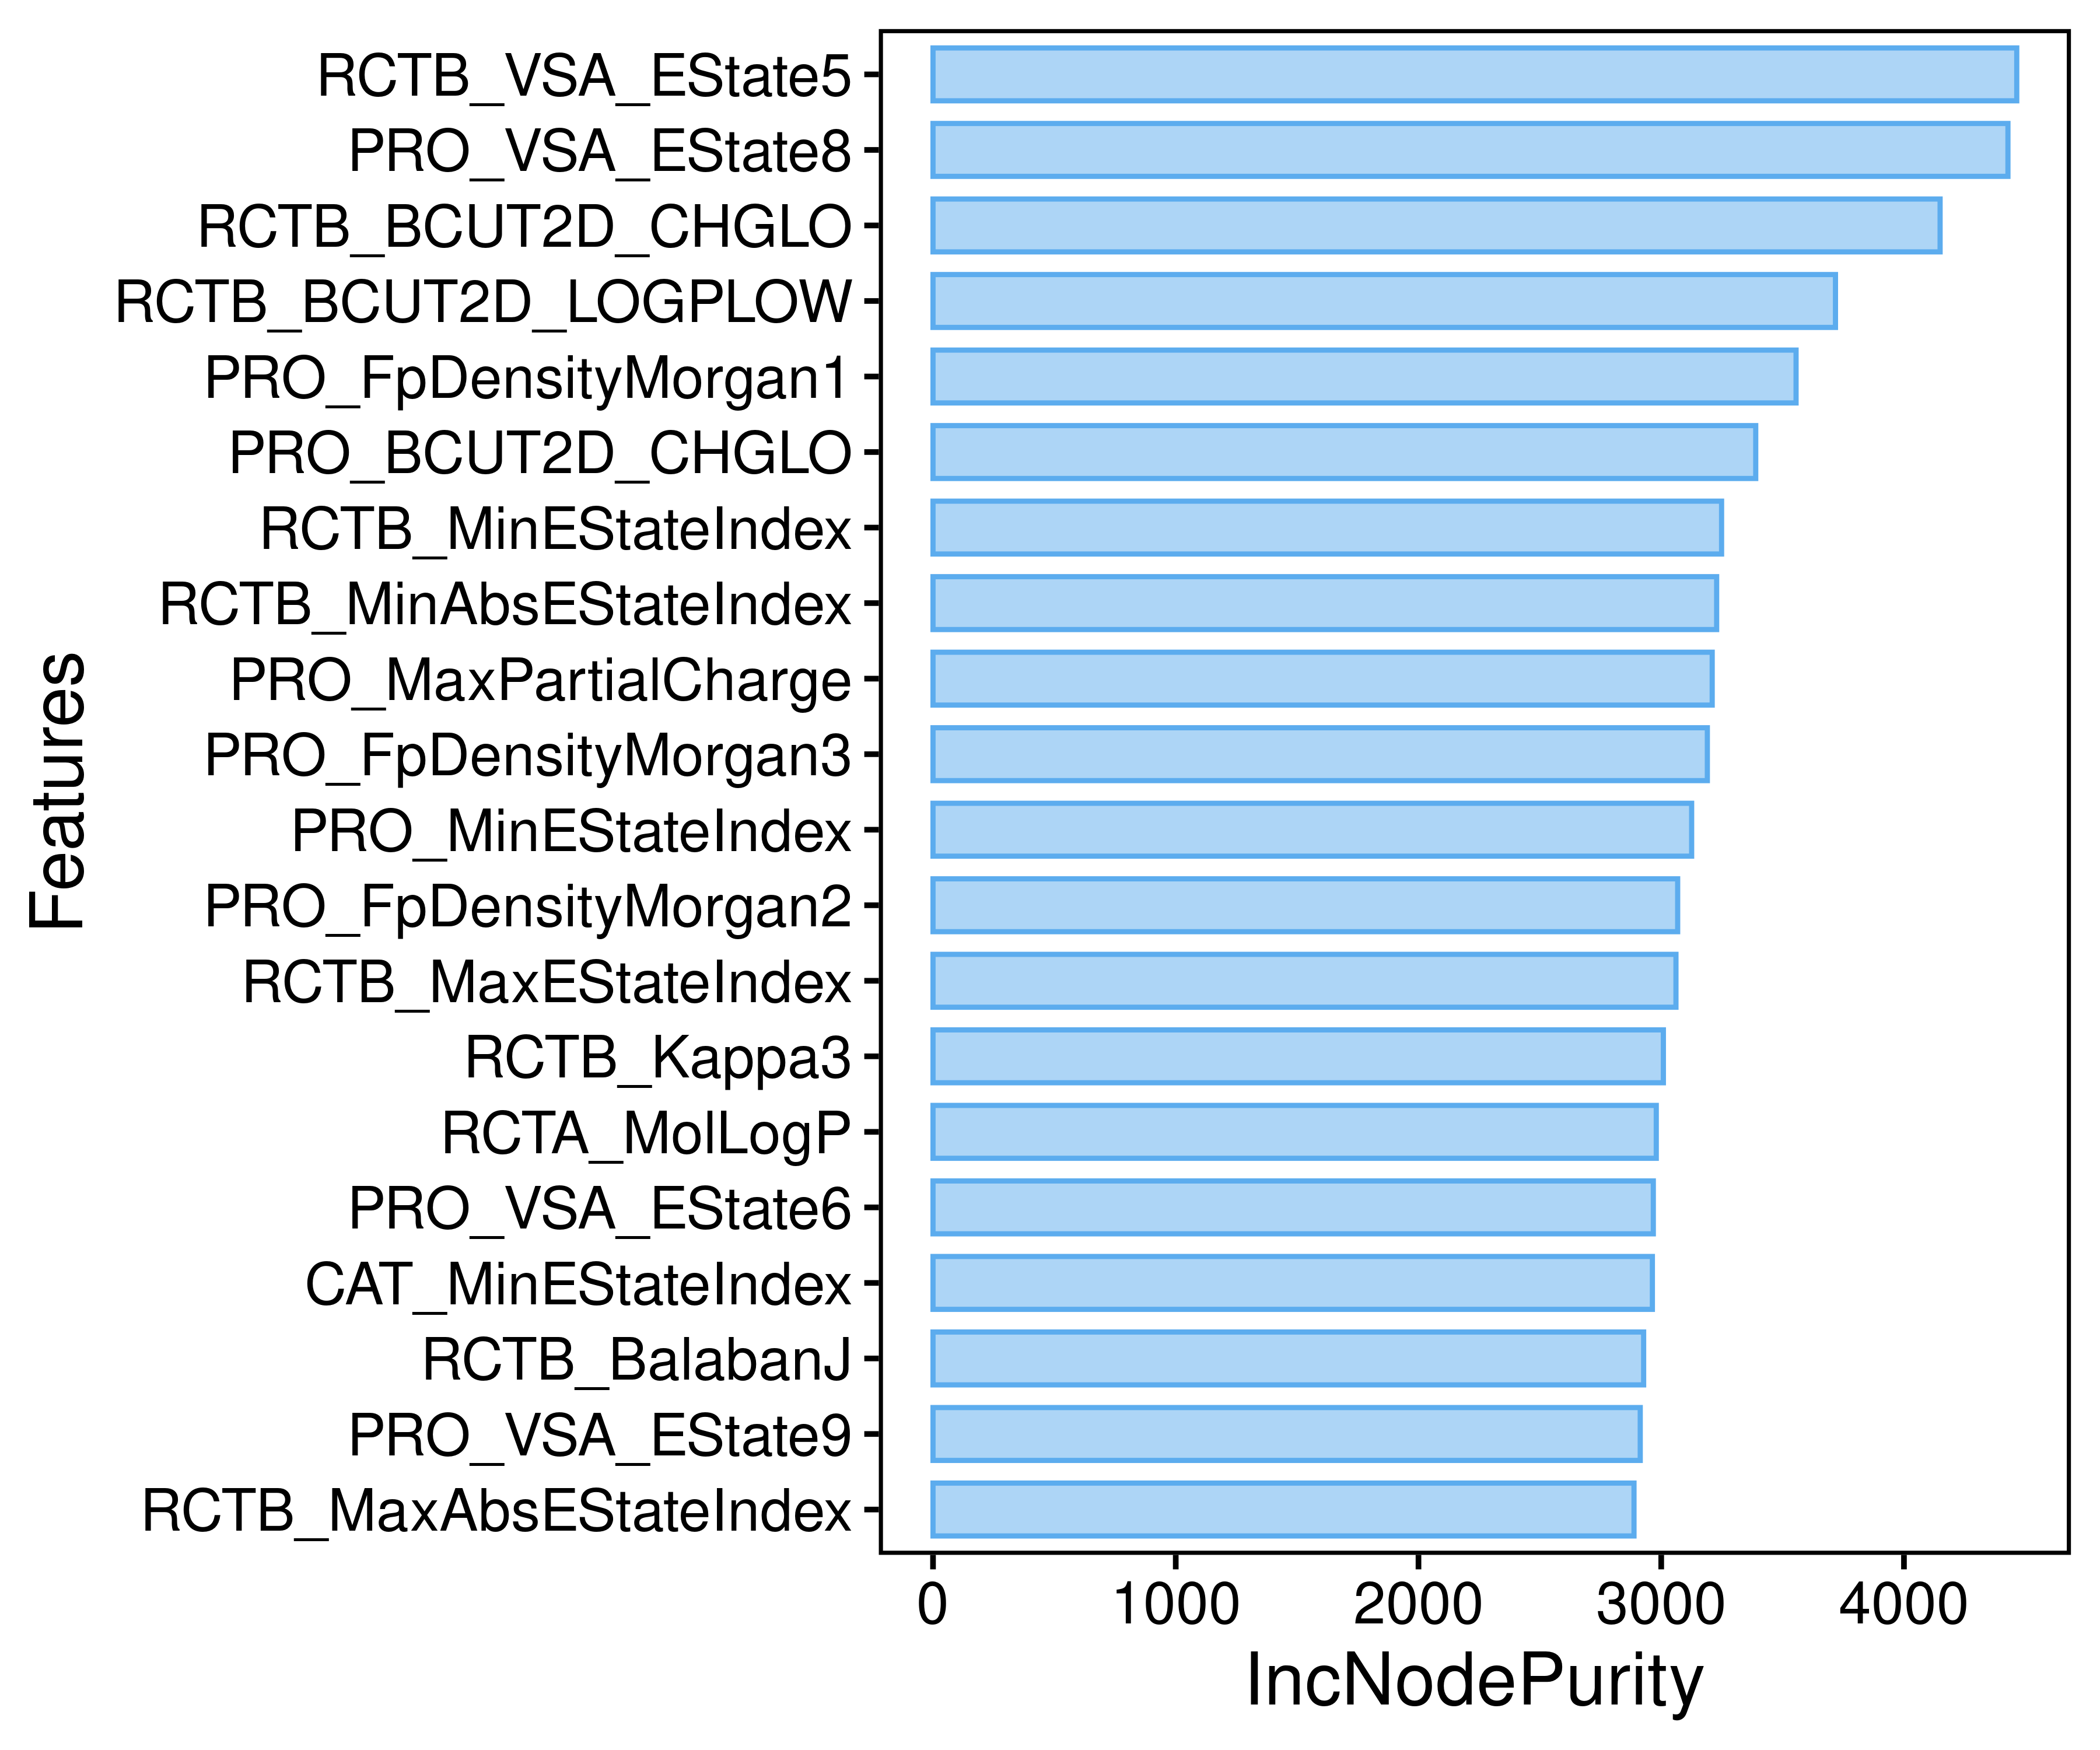 RCTB_VSA_EState5
PRO_VSA_EState8
RCTB_BCUT2D_CHGLO
RCTB_BCUT2D_LOGPLOW
PRO_FpDensityMorgan1
PRO_BCUT2D_CHGLO
RCTB_MinEStateIndex
RCTB_MinAbsEStateIndex
PRO_MaxPartialCharge
PRO_FpDensityMorgan3
PRO_MinEStateIndex
PRO_FpDensityMorgan2
RCTB_MaxEStateIndex
RCTB_Kappa3
RCTA_MolLogP
PRO_VSA_EState6
CAT_MinEStateIndex
RCTB_BalabanJ
PRO_VSA_EState9
RCTB_MaxAbsEStateIndex
Features
0 1000 2000 3000 4000
IncNodePurity